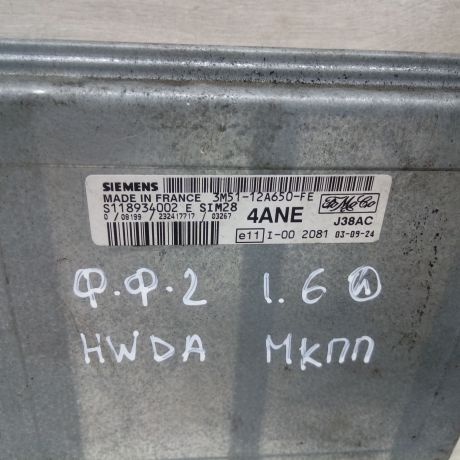 SIEMENS
MADE IN FRANCE 3M51-12A650-FE
S118934002 E SIM28
0 / 08199 / 232417717 / 03267
4ANE
J38AC
e11 I-00 2081 03-09-24
Ф.Ф.2 1.6 л
HWDA МКПП